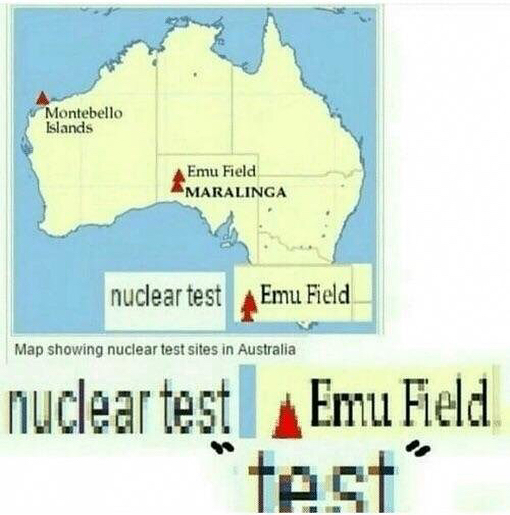 Montebello
Islands
Emu Field
MARALINGA
nuclear test Emu Field
Map showing nuclear test sites in Australia
nuclear test Emu Field
"test"